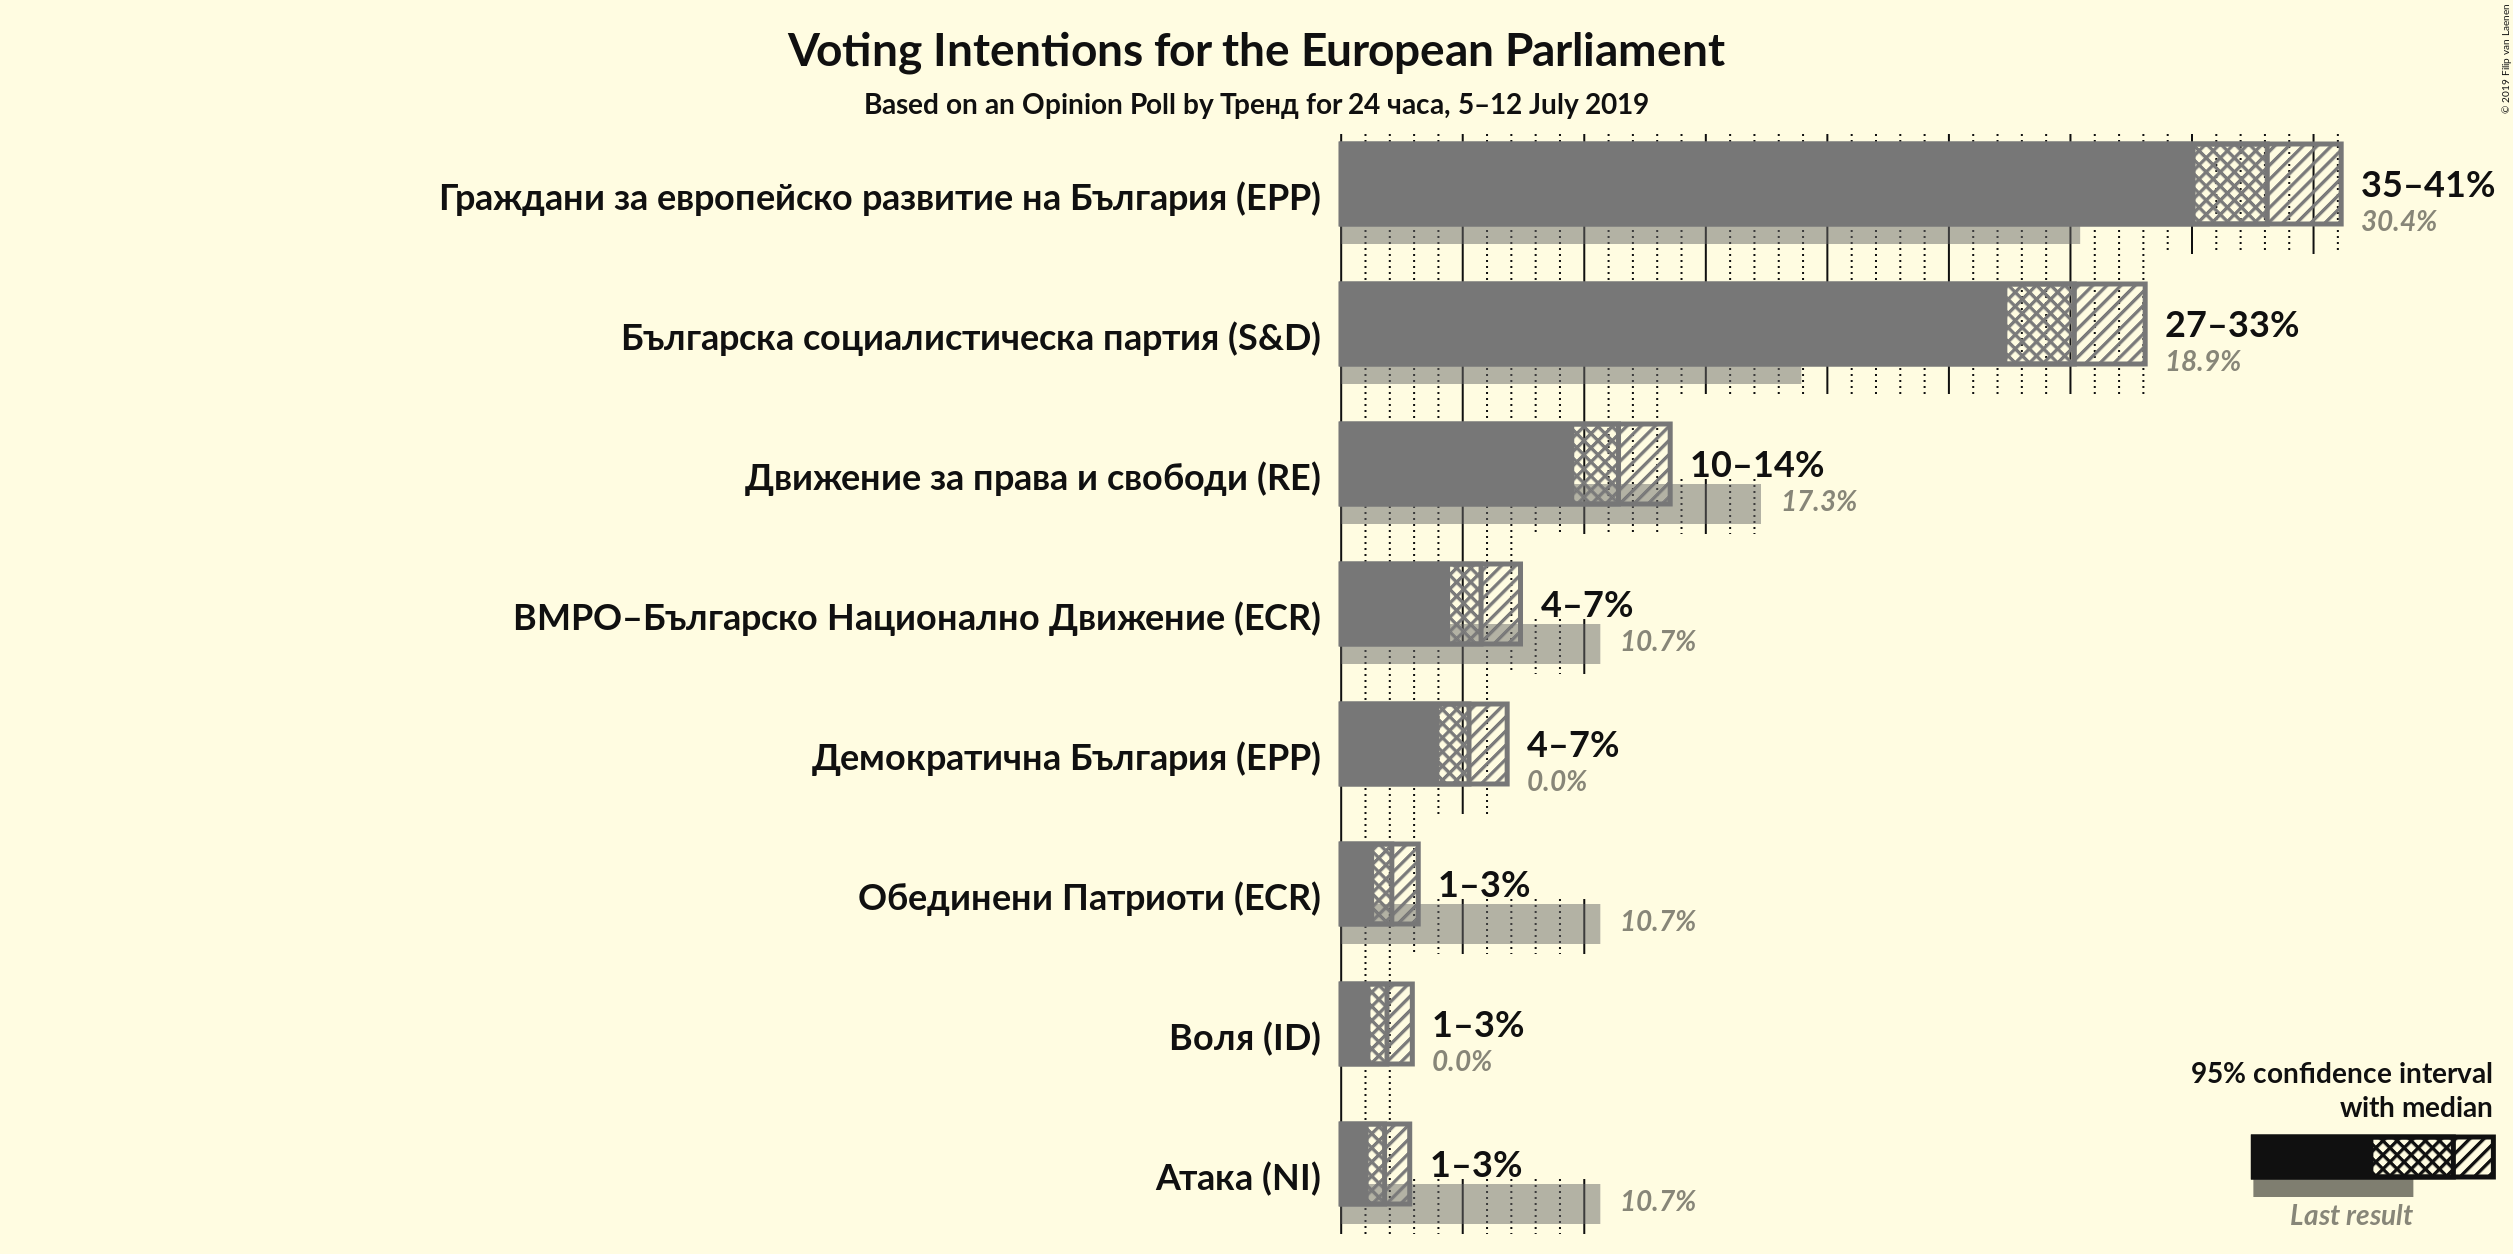 Voting Intentions for the European Parliament
Based on an Opinion Poll by Тренд for 24 часа, 5–12 July 2019
© 2019 Filip van Laenen
Граждани за европейско развитие на България (EPP)
35–41%
30.4%
Българска социалистическа партия (S&D)
27–33%
18.9%
Движение за права и свободи (RE)
10–14%
17.3%
ВМРО–Българско Национално Движение (ECR)
4–7%
10.7%
Демократична България (EPP)
4–7%
0.0%
Обединени Патриоти (ECR)
1–3%
10.7%
Воля (ID)
1–3%
0.0%
Атака (NI)
1–3%
10.7%
95% confidence interval
with median
Last result